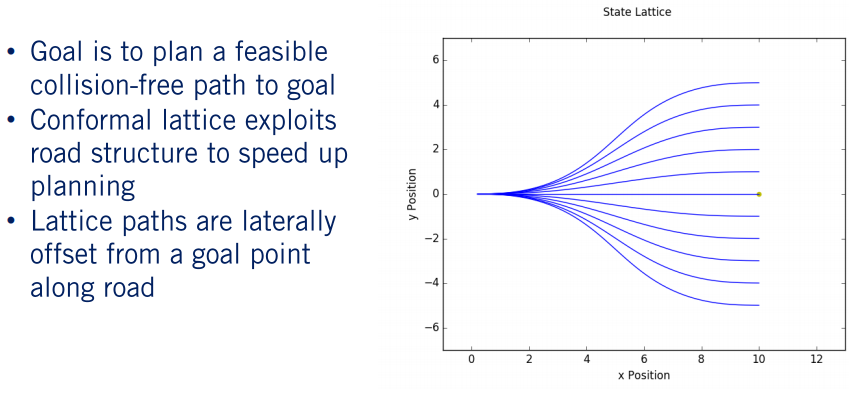 • Goal is to plan a feasible
collision-free path to goal
• Conformal lattice exploits
road structure to speed up
planning
• Lattice paths are laterally
offset from a goal point
along road
State Lattice
6
4
2
0
−2
−4
−6
y Position
0 2 4 6 8 10 12
x Position